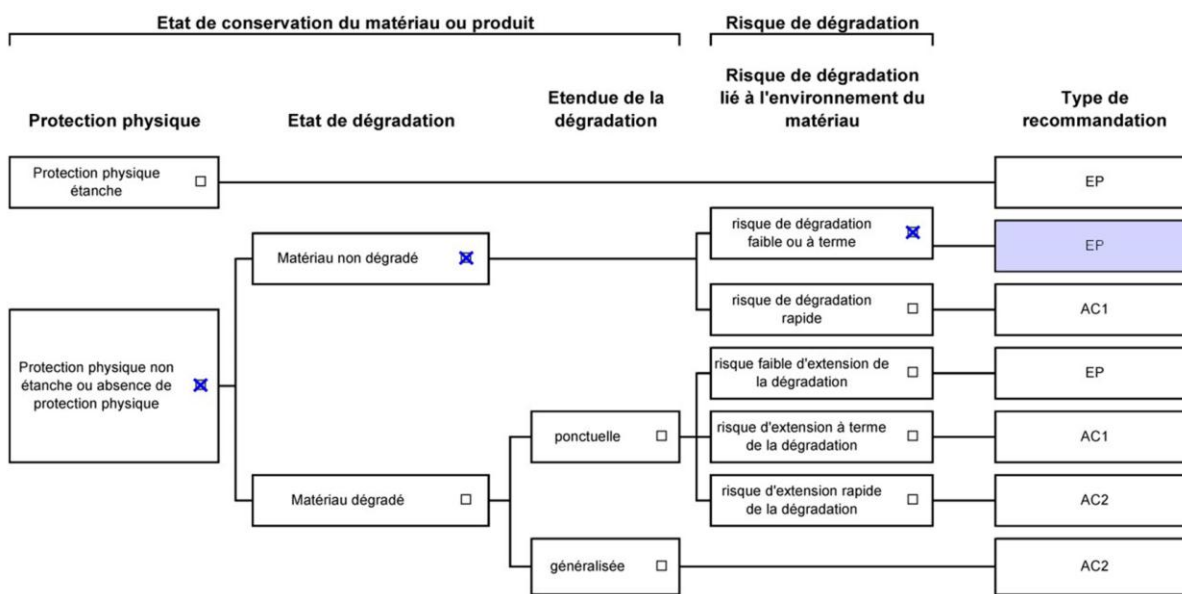 Etat de conservation du matériau ou produit
Risque de dégradation
Protection physique
Etat de dégradation
Etendue de la
dégradation
Risque de dégradation
lié à l'environnement du
matériau
Type de
recommandation
Protection physique
étanche
EP
Protection physique non
étanche ou absence de
protection physique
Matériau non dégradé
risque de dégradation
faible ou à terme
EP
risque de dégradation
rapide
AC1
Matériau dégradé
ponctuelle
risque faible d'extension de
la dégradation
EP
risque d'extension à terme
de la dégradation
AC1
risque d'extension rapide
de la dégradation
AC2
généralisée
AC2